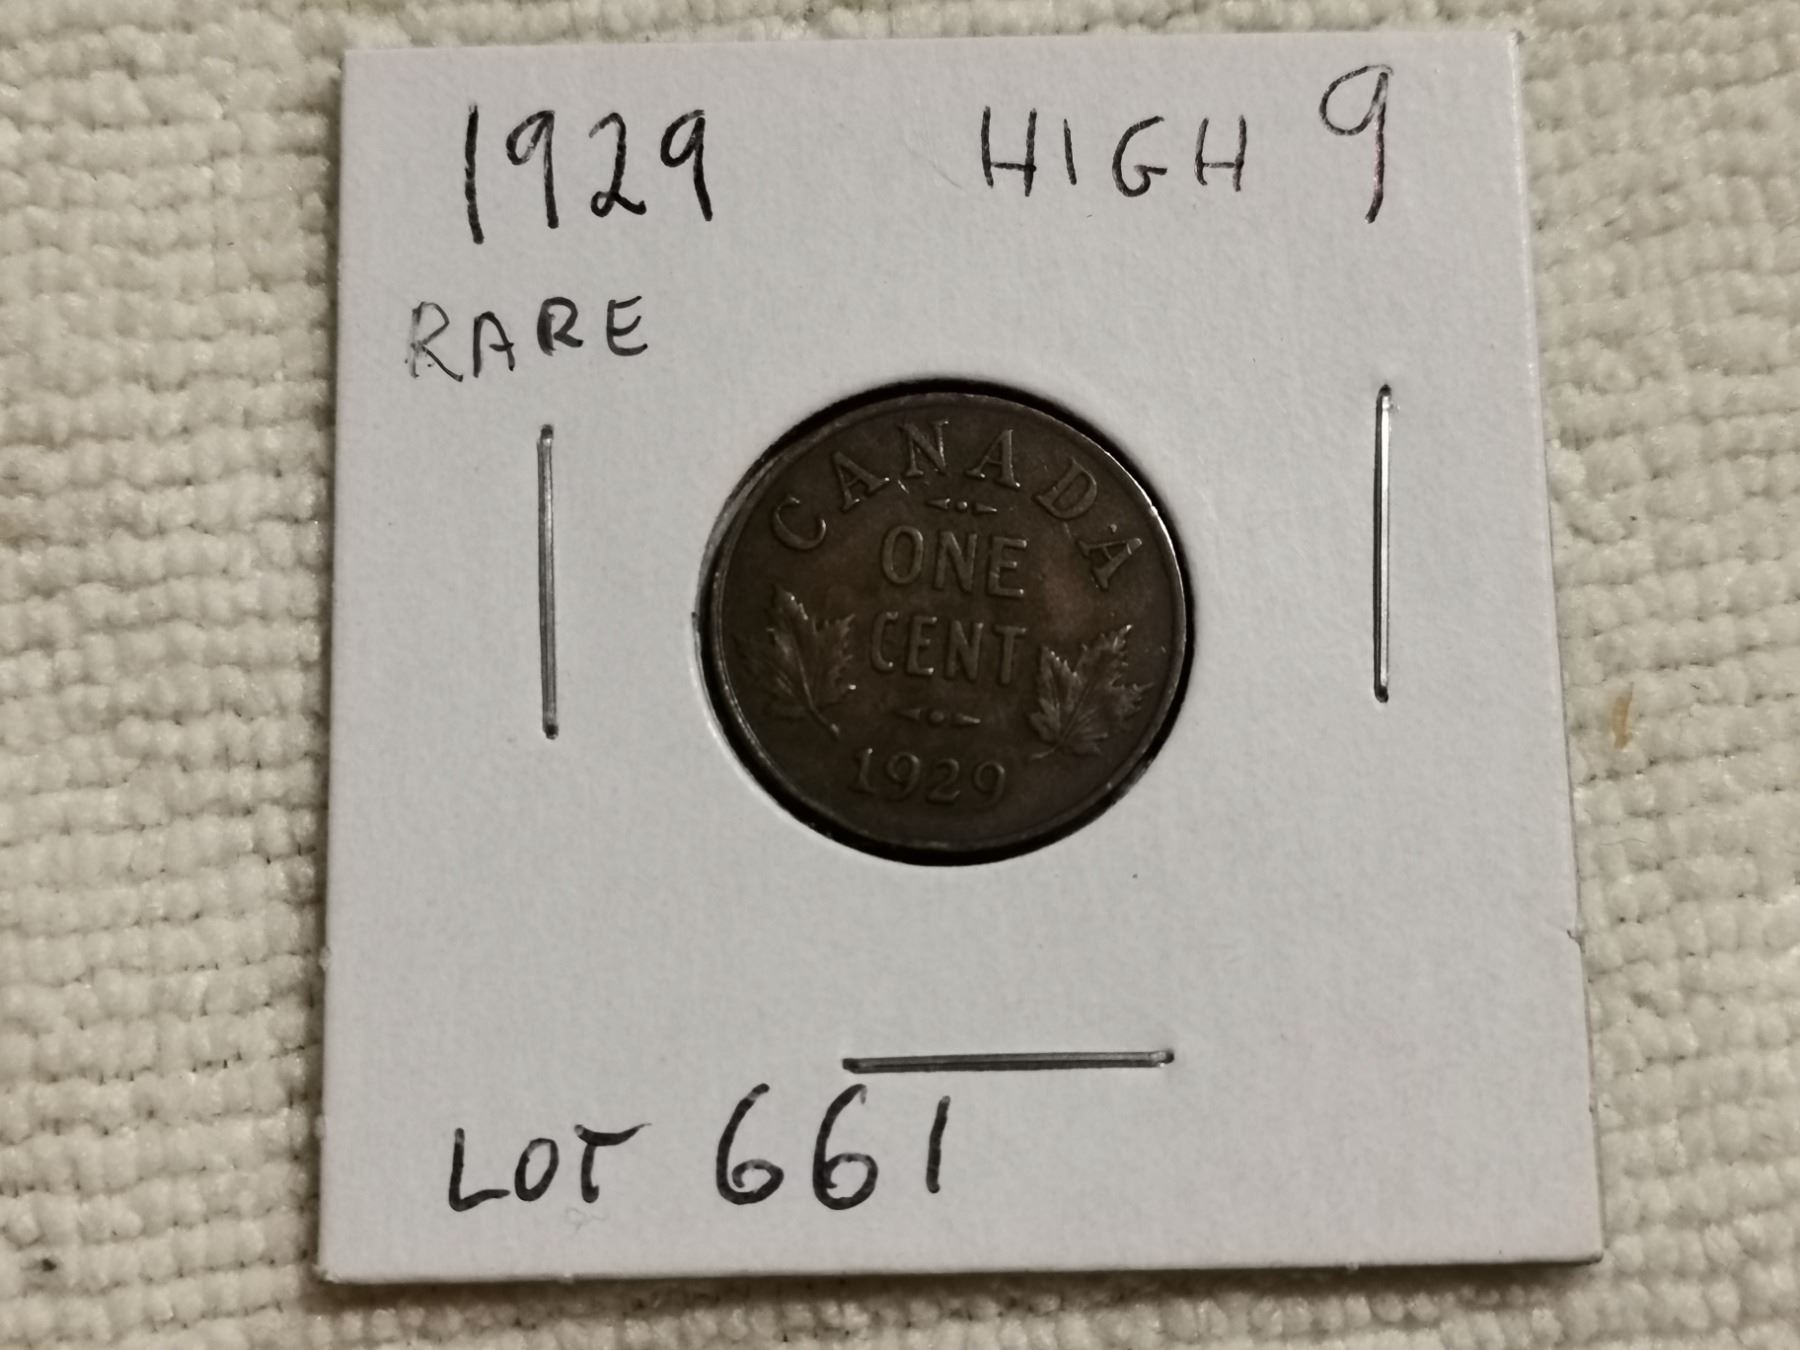 1929 HIGH 9
RARE
CANADA
ONE
CENT
1929
LOT 661